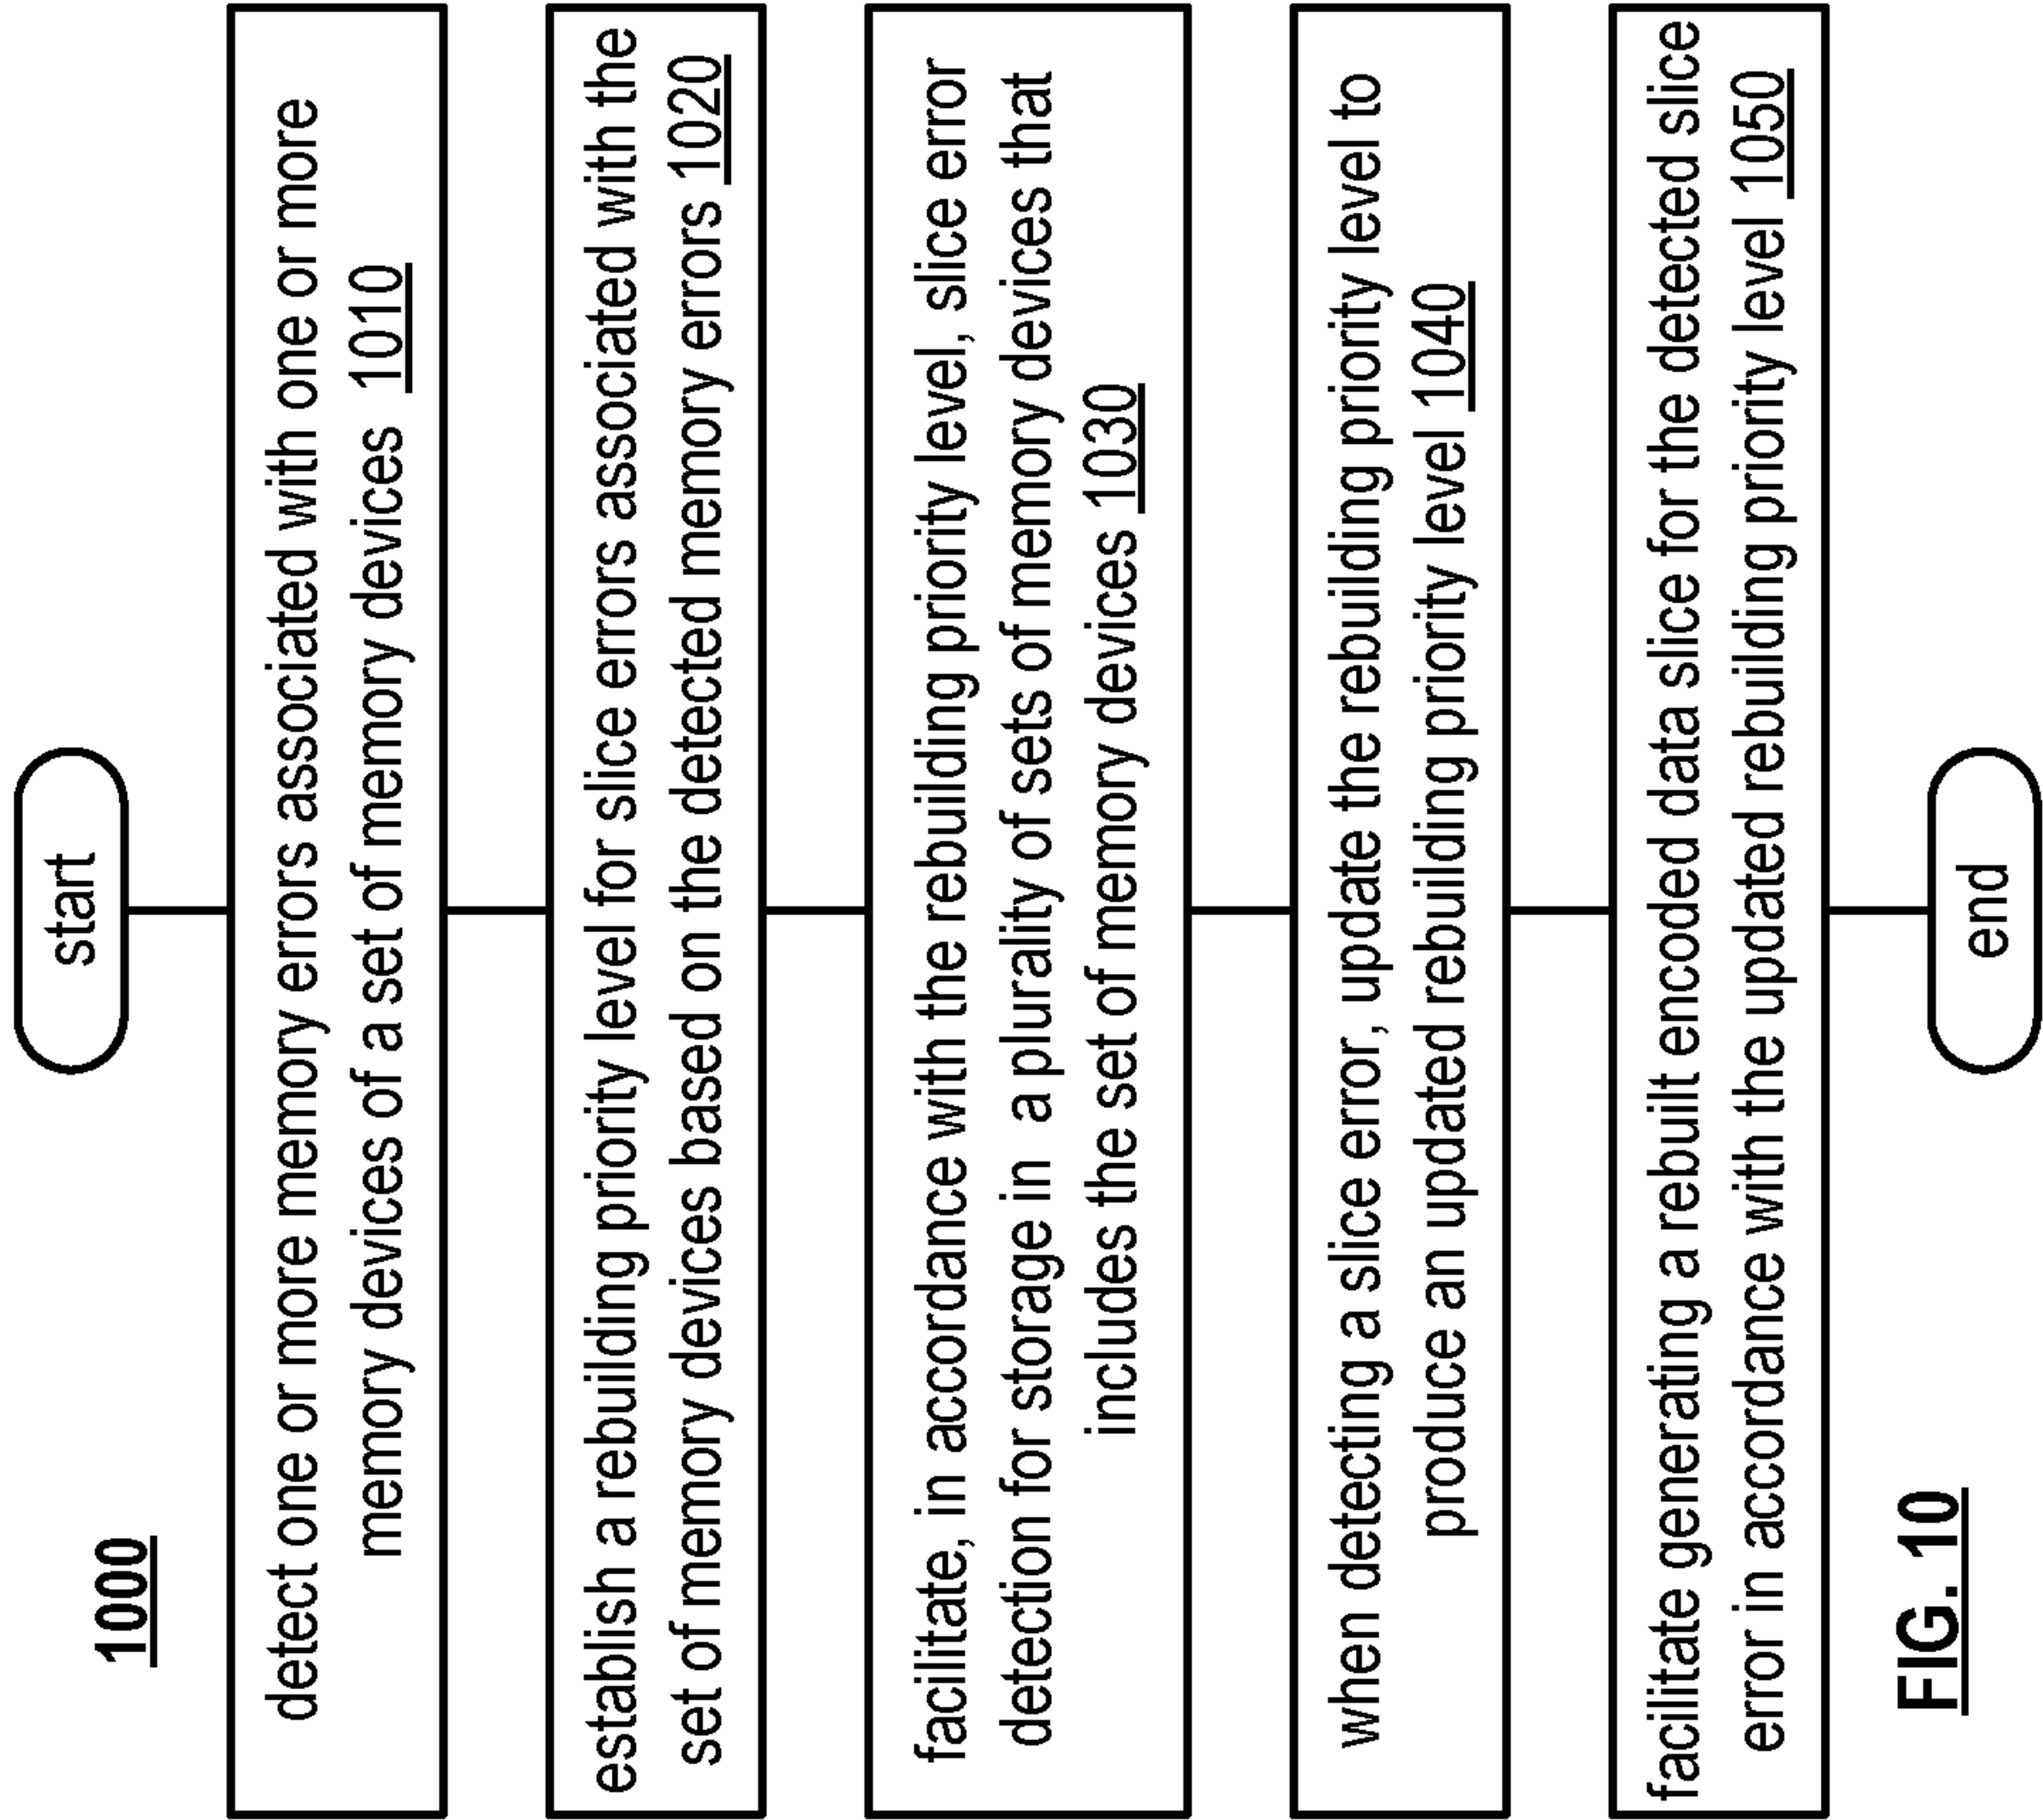 1000
start
detect one or more memory errors associated with one or more
memory devices of a set of memory devices 1010
establish a rebuilding priority level for slice errors associated with the
set of memory devices based on the detected memory errors 1020
facilitate, in accordance with the rebuilding priority level, slice error
detection for storage in a plurality of sets of memory devices that
includes the set of memory devices 1030
when detecting a slice error, update the rebuilding priority level to
produce an updated rebuilding priority level 1040
facilitate generating a rebuilt encoded data slice for the detected slice
error in accordance with the updated rebuilding priority level 1050
end
FIG. 10